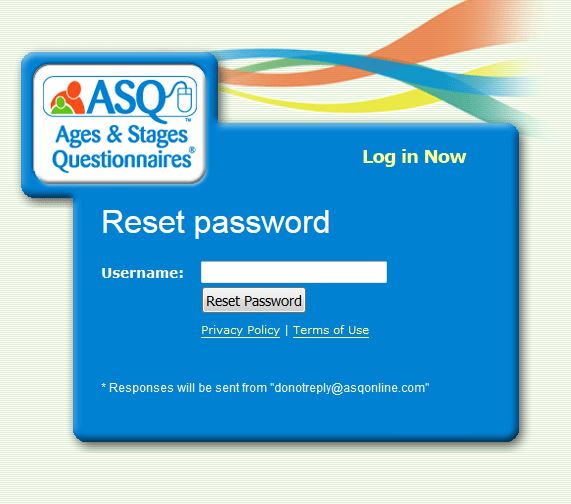 ASQ™
Ages & Stages
Questionnaires®
Log in Now
Reset password
Username:
Reset Password
Privacy Policy | Terms of Use
* Responses will be sent from "donotreply@asqonline.com"